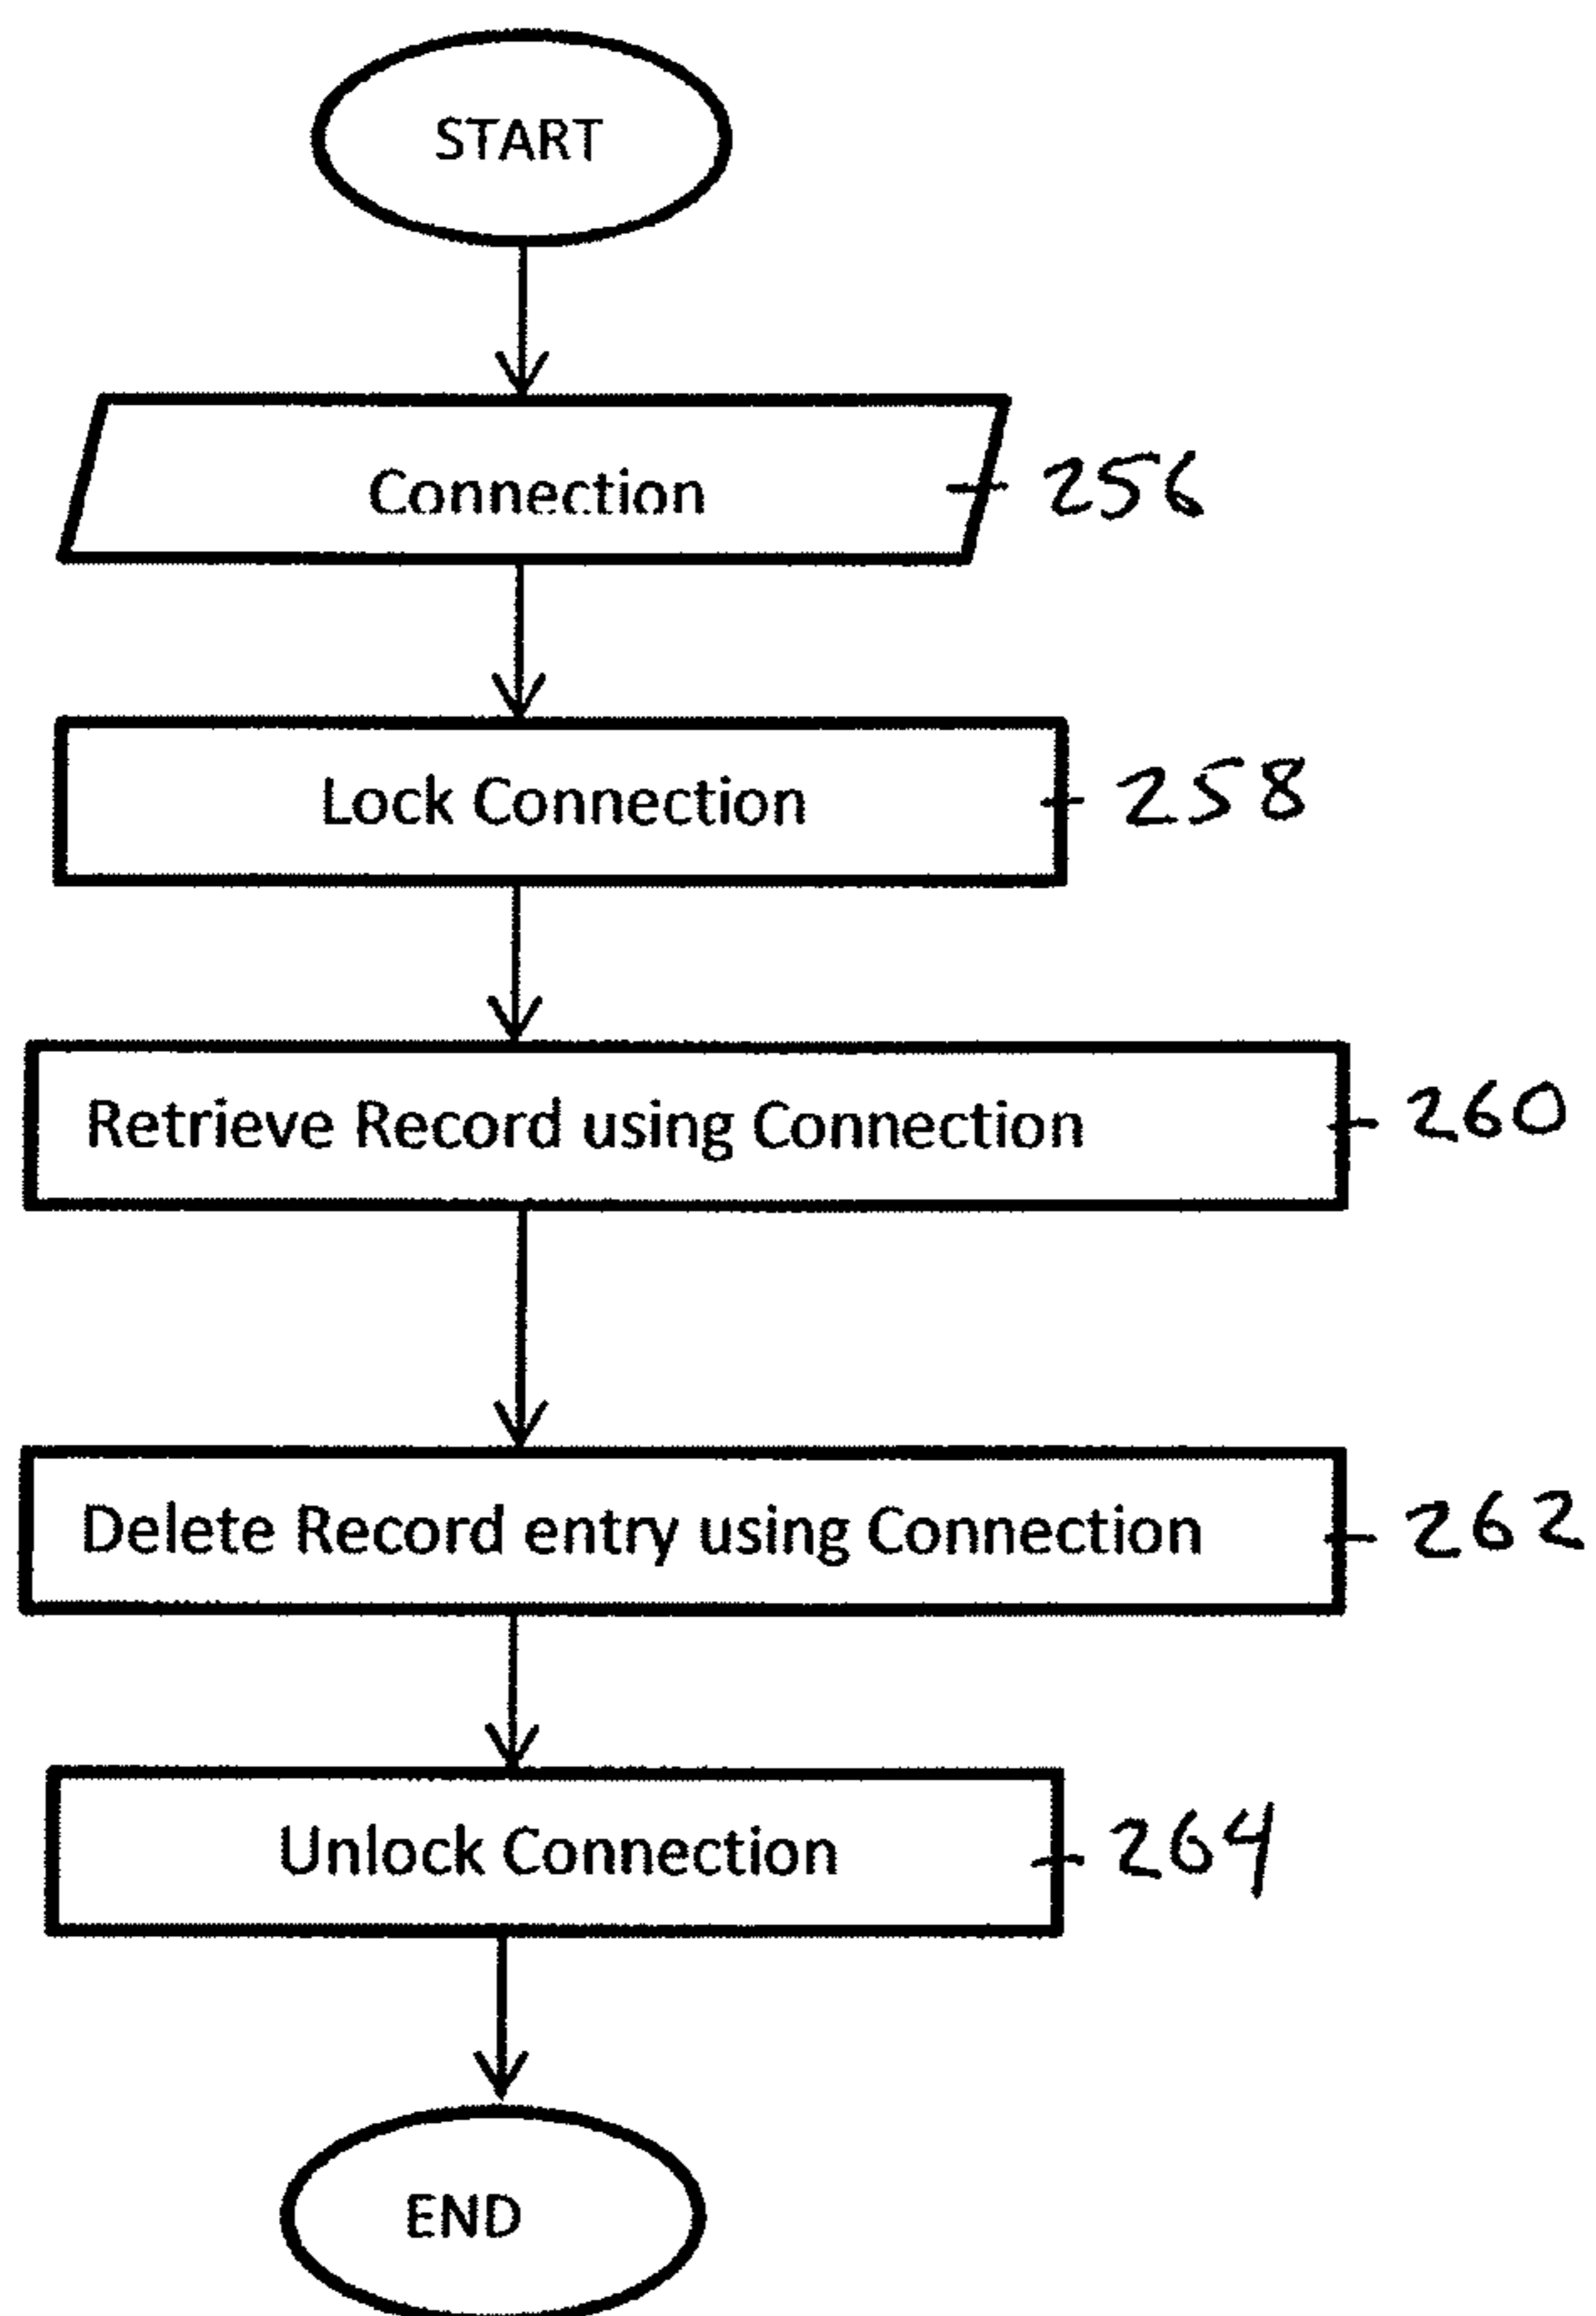 START
Connection 256
Lock Connection 258
Retrieve Record using Connection 260
Delete Record entry using Connection 262
Unlock Connection 264
END